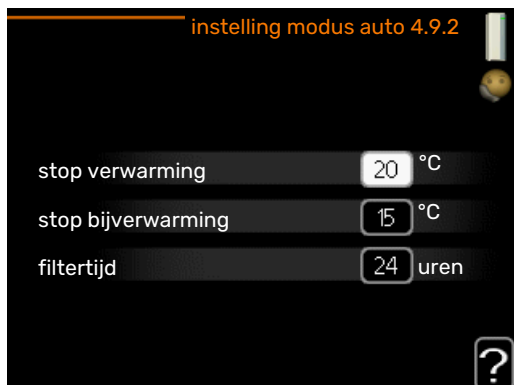 instelling modus auto 4.9.2
stop verwarming 20 °C
stop bijverwarming 15 °C
filtertijd 24 uren
?